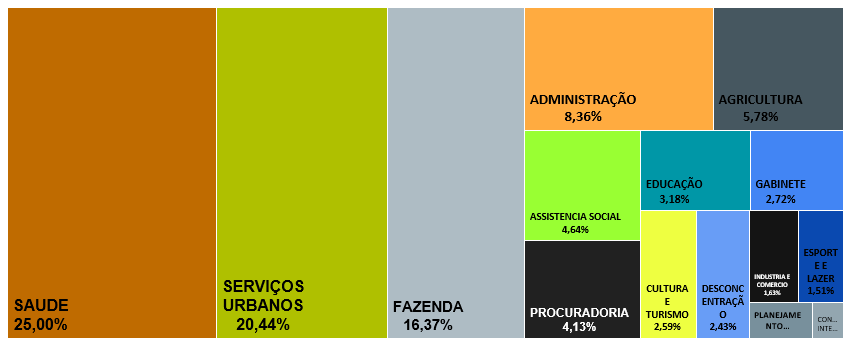 SAUDE
25,00%
SERVIÇOS
URBANOS
20,44%
FAZENDA
16,37%
ADMINISTRAÇÃO
8,36%
AGRICULTURA
5,78%
ASSISTENCIA SOCIAL
4,64%
PROCURADORIA
4,13%
EDUCAÇÃO
3,18%
GABINETE
2,72%
CULTURA
E
TURISMO
2,59%
DESCONC
ENTRAÇÃ
O
2,43%
INDUSTRIA E
COMERCIO
1,63%
ESPORT
E E
LAZER
1,51%
PLANEJAME
NTO...
CON...
INTE...